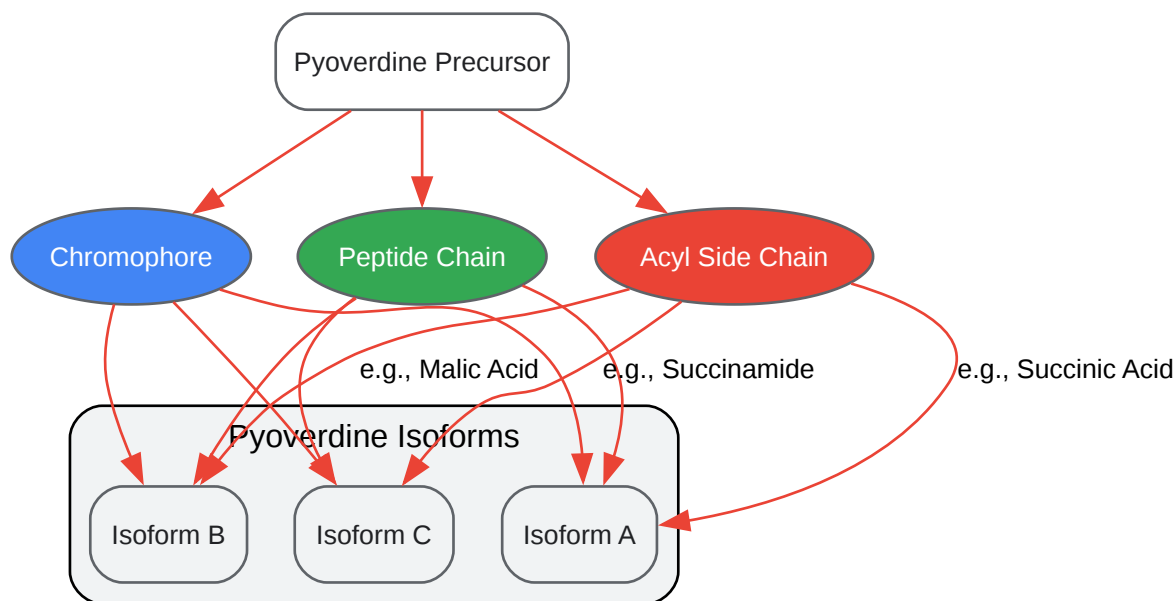 Pyoverdine Precursor
Chromophore
Peptide Chain
Acyl Side Chain
e.g., Malic Acid
e.g., Succinamide
e.g., Succinic Acid
Pyoverdine Isoforms
Isoform B
Isoform C
Isoform A